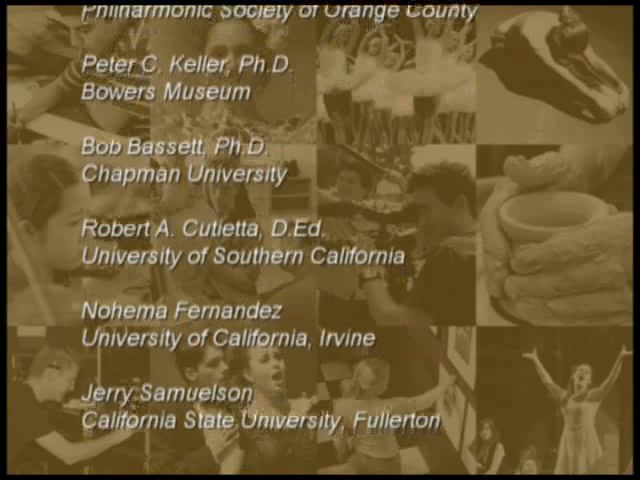 Philharmonic Society of Orange County
Peter C. Keller, Ph.D.
Bowers Museum
Bob Bassett, Ph.D.
Chapman University
Robert A. Cutietta, D.Ed.
University of Southern California
Nohema Fernandez
University of California, Irvine
Jerry Samuelson
California State University, Fullerton